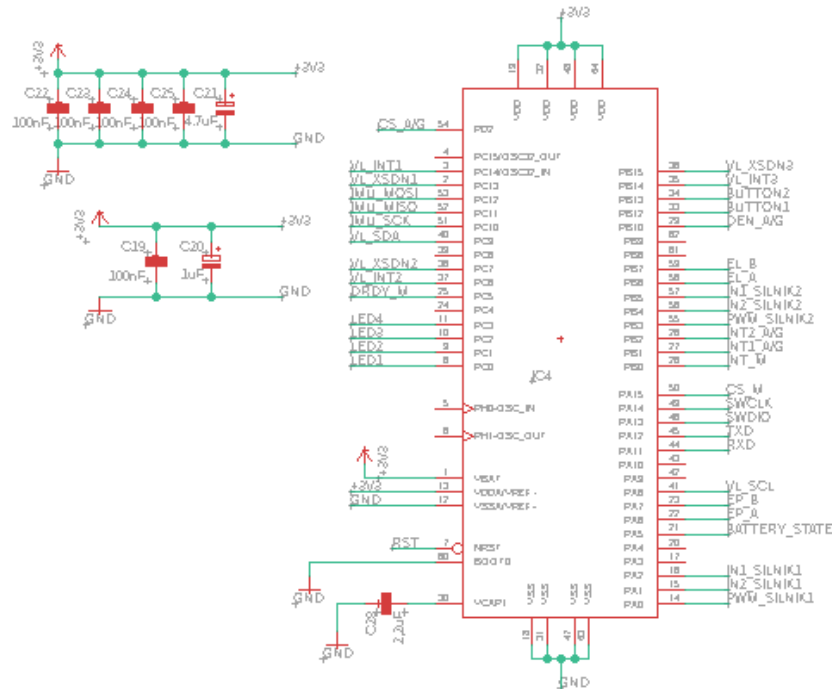 +3V3
+3V3
+3V3
C22
C23
C24
C25
C21
100nF
100nF
100nF
100nF
4.7uF
GND
GND
+3V3
+3V3
C19
C20
100nF
1uF
GND
GND
+3V3
19
32
48
64
VDD
VDD
VDD
VDD
CS_A/G
54
PD2
4
PC15/OSC32_OUT
VL_INT1
3
PC14/OSC32_IN
VL_XSDN1
2
PC13
IMU_MOSI
53
PC12
IMU_MISO
52
PC11
IMU_SCK
51
PC10
VL_SDA
40
PC9
39
PC8
VL_XSDN2
38
PC7
VL_INT2
37
PC6
DRDY_M
25
PC5
24
PC4
LED4
11
PC3
LED3
10
PC2
LED2
9
PC1
LED1
8
PC0
5
PH0-OSC_IN
6
PH1-OSC_OUT
+3V3
1
VBAT
+3V3
13
GND
12
RST
7
NRST
60
BOOT0
GND
C28
2,2uF
30
VCAP1
GND
IC4
PB15
36
VL_XSDN3
PB14
35
VL_INT3
PB13
34
BUTTON2
PB12
33
BUTTON1
PB10
29
DEN_A/G
PB9
62
PB8
61
PB7
59
EL_B
PB6
58
EL_A
PB5
57
IN1_SILNIK2
PB4
56
IN2_SILNIK2
PB3
55
PWM_SILNIK2
PB2
28
INT2_A/G
PB1
27
INT1_A/G
PB0
26
INT_M
PA15
50
CS_M
PA14
49
SWCLK
PA13
46
SWDIO
PA12
45
TXD
PA11
44
RXD
PA10
43
PA9
42
PA8
41
VL_SCL
PA7
23
EP_B
PA6
22
EP_A
PA5
21
BATTERY_STATE
PA4
20
PA3
17
PA2
16
IN1_SILNIK1
PA1
15
IN2_SILNIK1
PA0
14
PWM_SILNIK1
VSS
VSS
VSS
VSS
18
31
47
63
GND